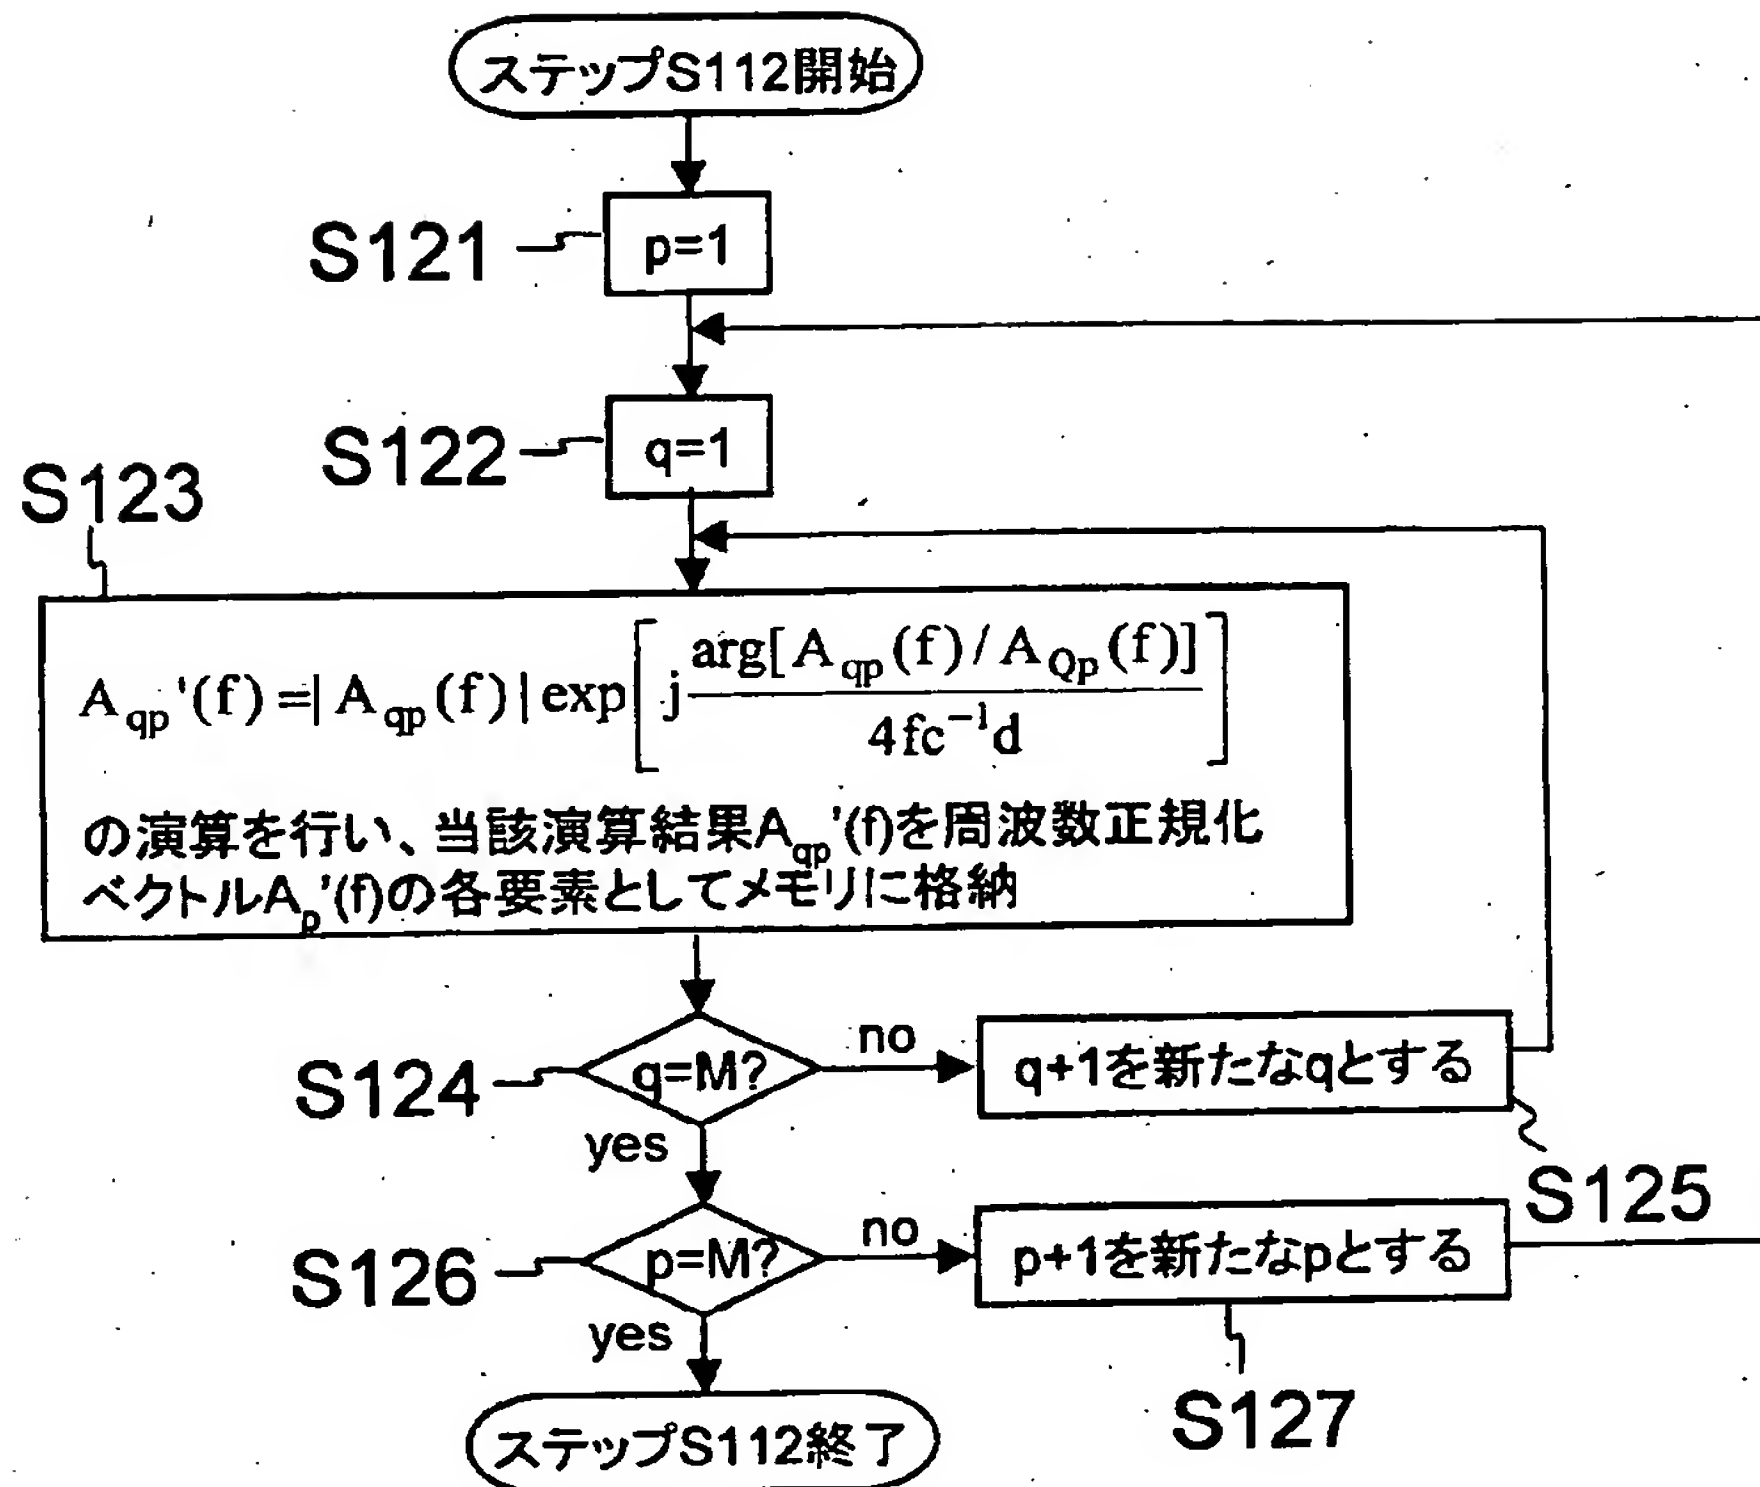 ステップS112開始
S121
p=1
S122
q=1
S123
A_qp'(f)=|A_qp(f)|exp[j arg[A_qp(f)/A_Qp(f)] / 4fc^-1 d]
の演算を行い、当該演算結果A_qp'(f)を周波数正規化
ベクトルA_p'(f)の各要素としてメモリに格納
S124
q=M?
no
q+1を新たなqとする
S125
yes
S126
p=M?
no
p+1を新たなpとする
S127
yes
ステップS112終了